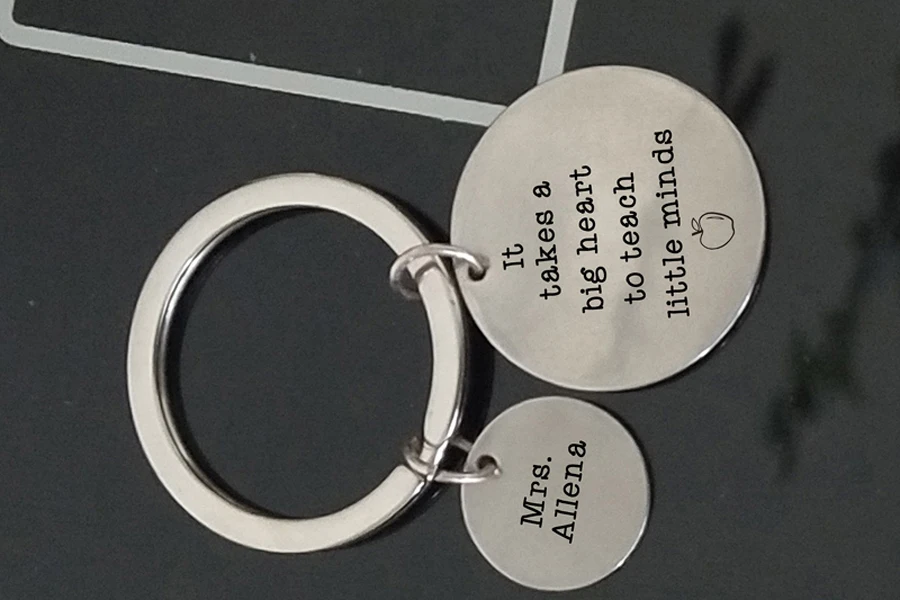 It
takes a
big heart
to teach
little minds
Mrs.
Allena